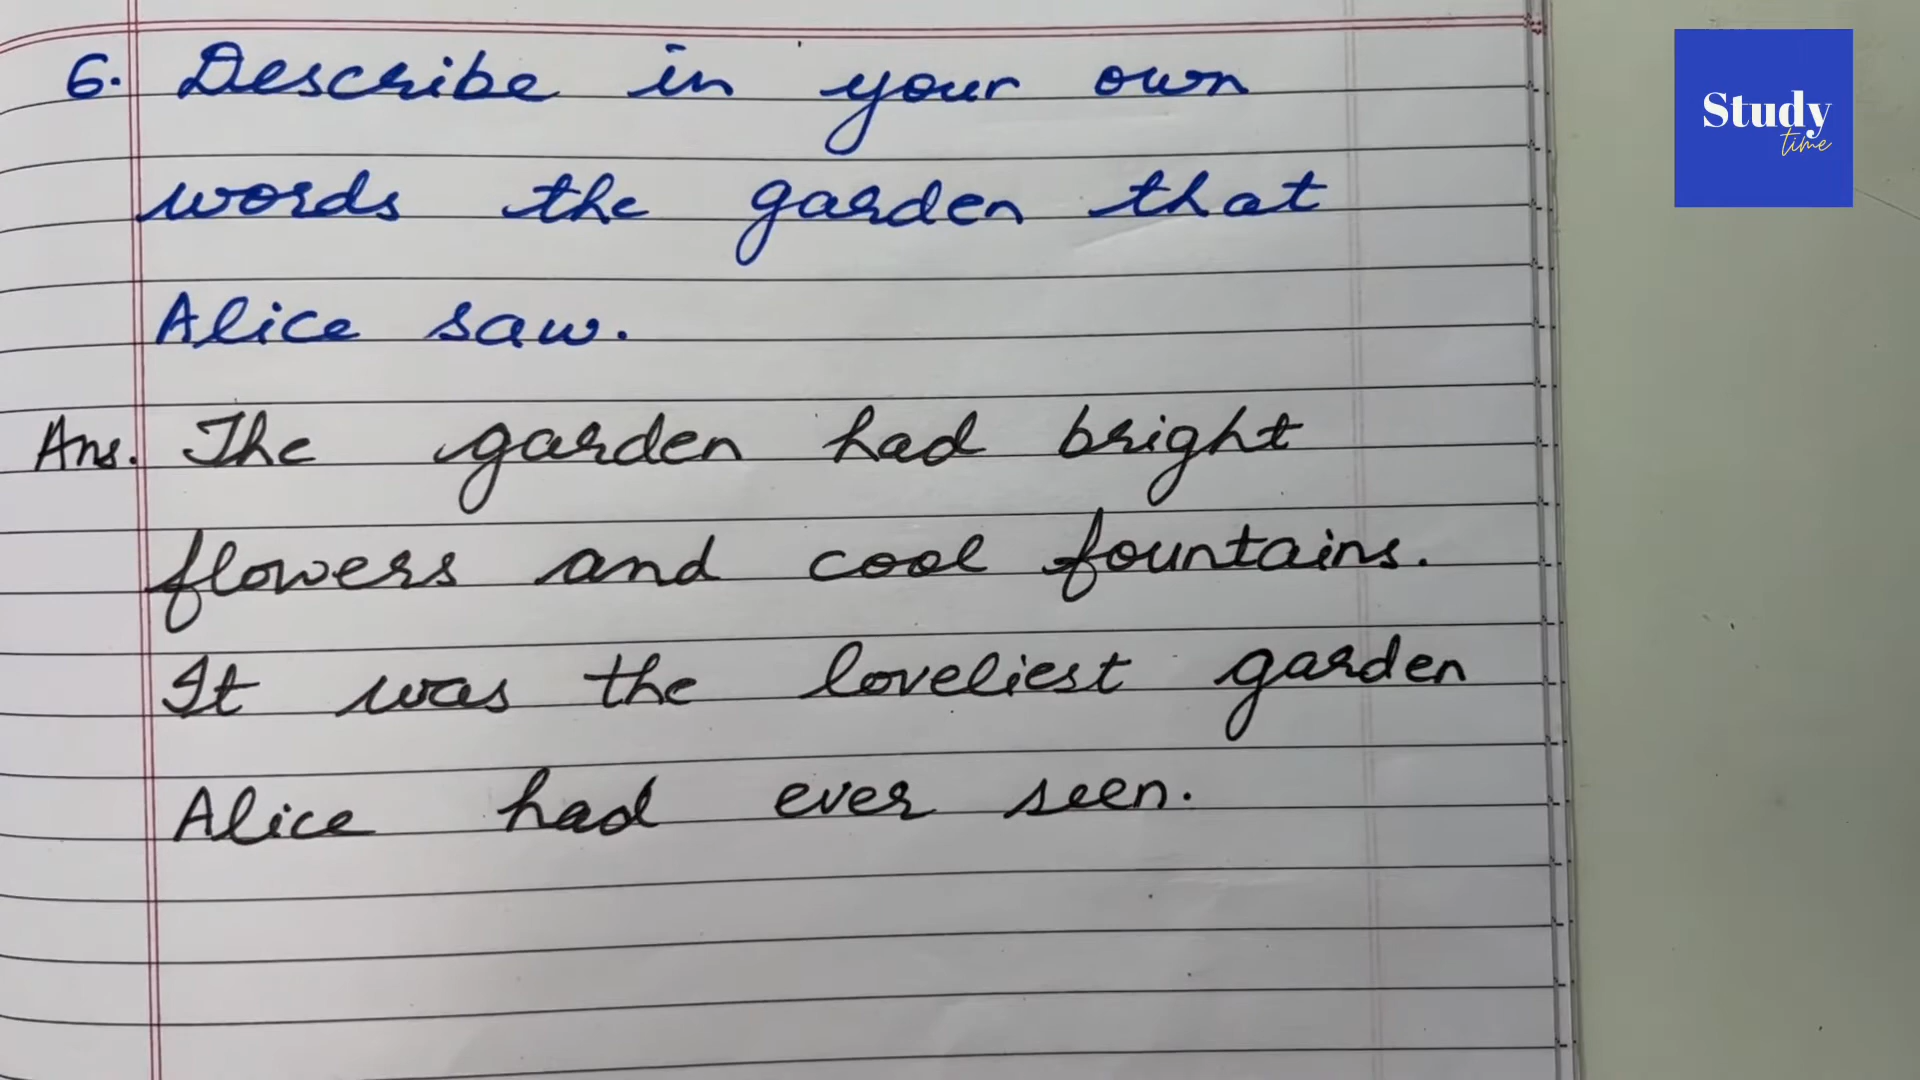 6. Describe in your own
words the garden that
Alice saw.
Ans. The garden had bright
flowers and cool fountains.
It was the loveliest garden
Alice had ever seen.
Study
time